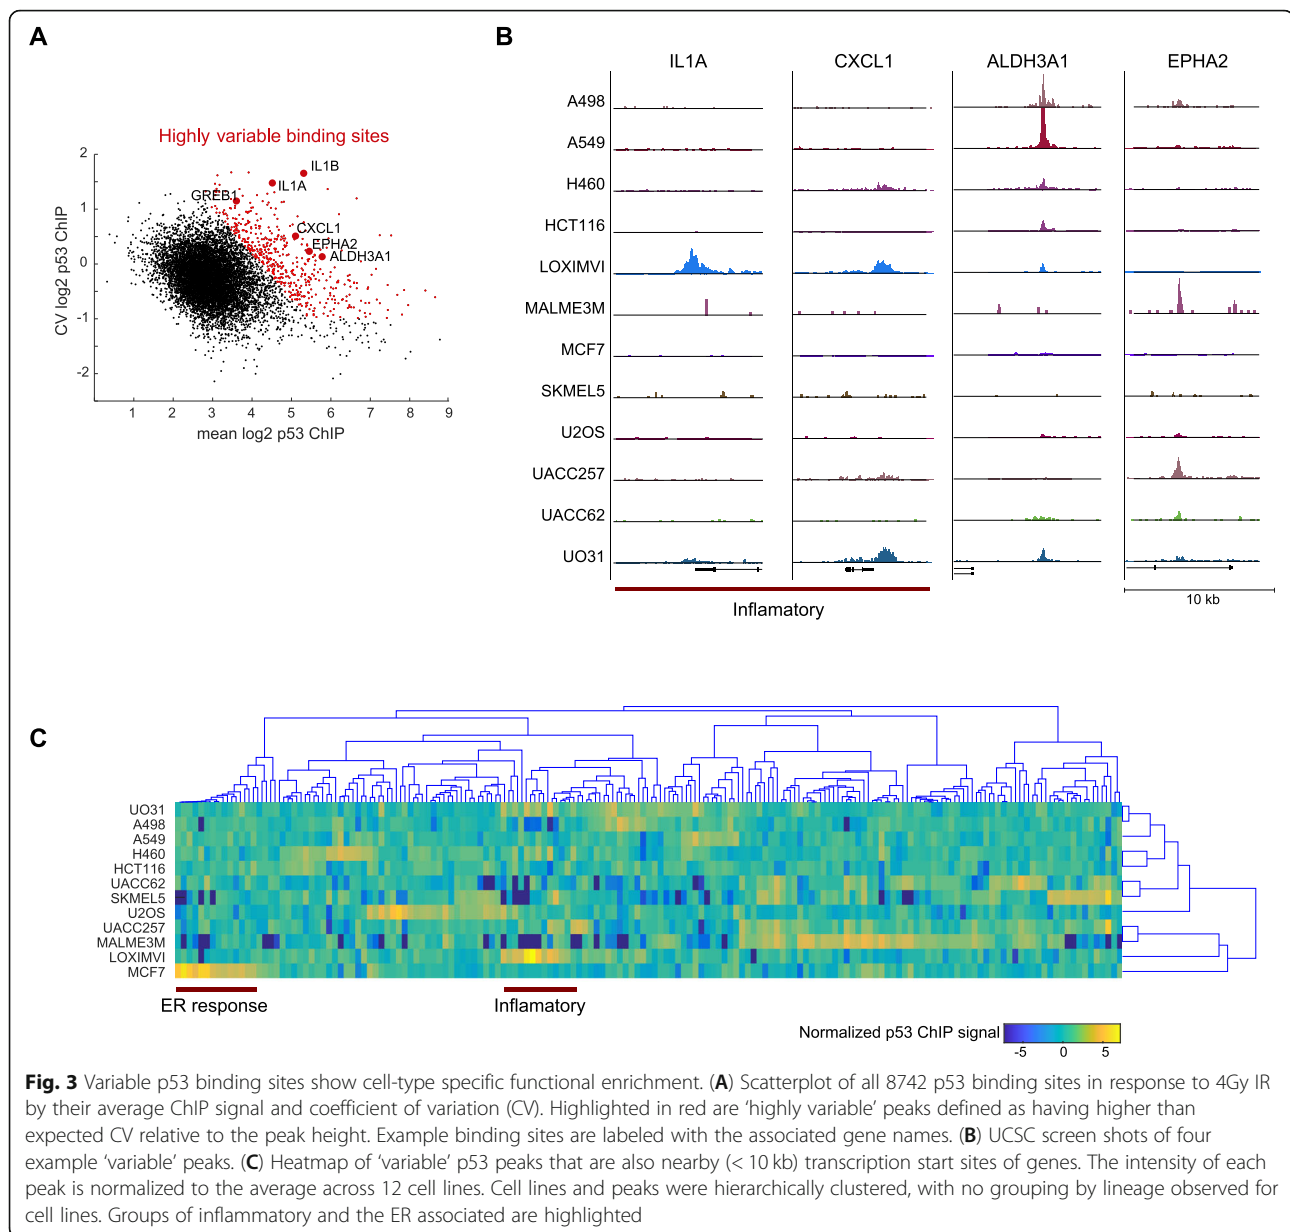 A
Highly variable binding sites
2
1
0
-1
-2
CV log2 p53 ChIP
IL1B
IL1A
GREB1
CXCL1
EPHA2
ALDH3A1
1 2 3 4 5 6 7 8 9
mean log2 p53 ChIP
B
IL1A CXCL1 ALDH3A1 EPHA2
A498
A549
H460
HCT116
LOXIMVI
MALME3M
MCF7
SKMEL5
U2OS
UACC257
UACC62
UO31
Inflamatory
10 kb
C
UO31
A498
A549
H460
HCT116
UACC62
SKMEL5
U2OS
UACC257
MALME3M
LOXIMVI
MCF7
ER response
Inflamatory
Normalized p53 ChIP signal
-5 0 5
Fig. 3 Variable p53 binding sites show cell-type specific functional enrichment. (A) Scatterplot of all 8742 p53 binding sites in response to 4Gy IR
by their average ChIP signal and coefficient of variation (CV). Highlighted in red are ‘highly variable’ peaks defined as having higher than
expected CV relative to the peak height. Example binding sites are labeled with the associated gene names. (B) UCSC screen shots of four
example ‘variable’ peaks. (C) Heatmap of ‘variable’ p53 peaks that are also nearby (< 10 kb) transcription start sites of genes. The intensity of each
peak is normalized to the average across 12 cell lines. Cell lines and peaks were hierarchically clustered, with no grouping by lineage observed for
cell lines. Groups of inflammatory and the ER associated are highlighted